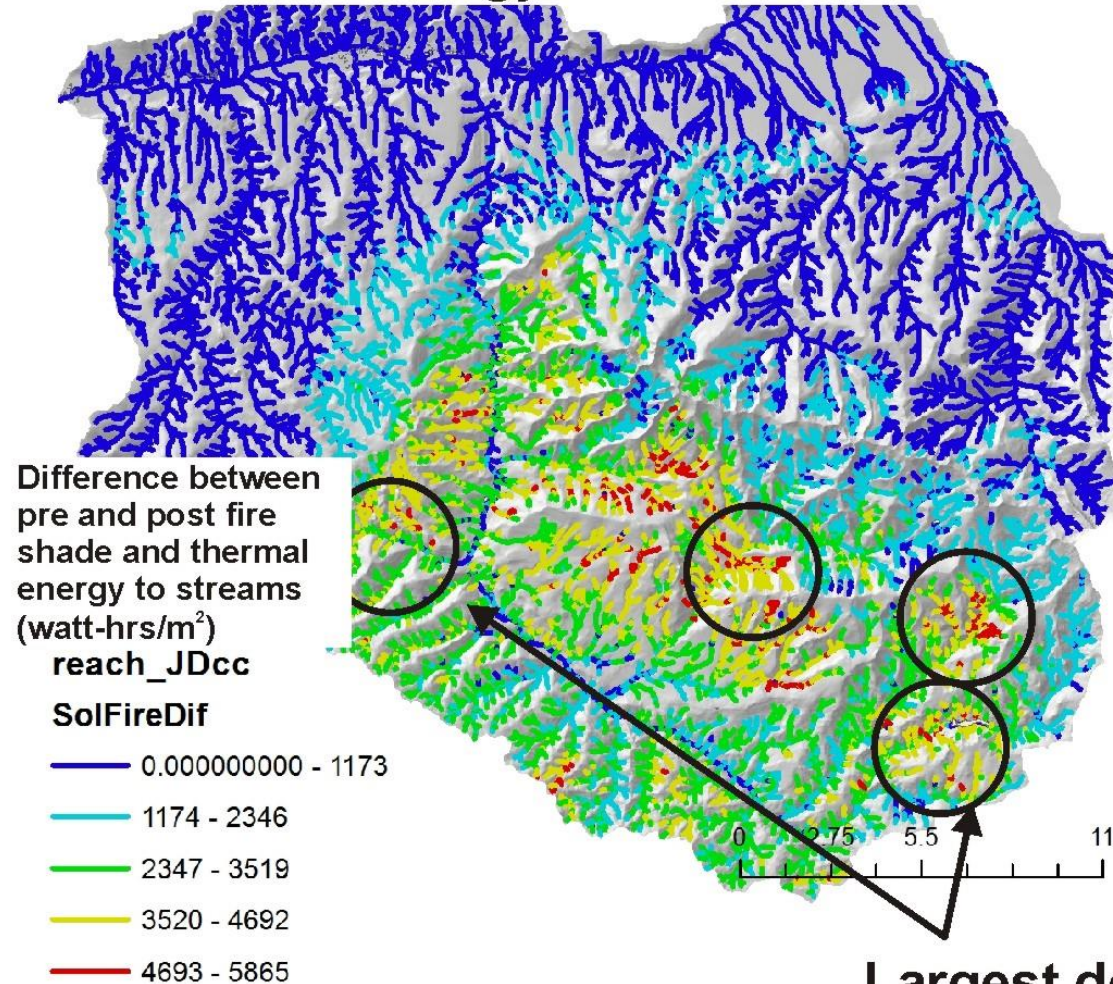 Difference between
pre and post fire
shade and thermal
energy to streams
(watt-hrs/m²)
reach_JDcc
SolFireDif
0.000000000 - 1173
1174 - 2346
2347 - 3519
3520 - 4692
4693 - 5865
0 2.75 5.5 11
Largest